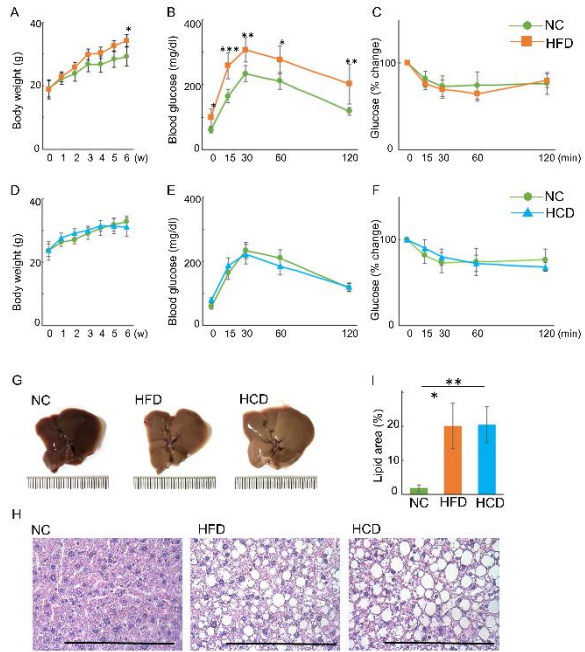 A
B
C
NC
HFD
Body weight (g)
40
20
0
0 1 2 3 4 5 6 (w)
*
Blood glucose (mg/dl)
400
200
0
0 15 30 60 120
* *** ** * **
Glucose (% change)
100
0
0 15 30 60 120 (min)
D
E
F
NC
HCD
Body weight (g)
40
20
0
0 1 2 3 4 5 6 (w)
Blood glucose (mg/dl)
400
200
0
0 15 30 60 120
Glucose (% change)
100
0
0 15 30 60 120 (min)
G
NC
HFD
HCD
I
**
*
Lipid area (%)
20
0
NC
HFD
HCD
H
NC
HFD
HCD